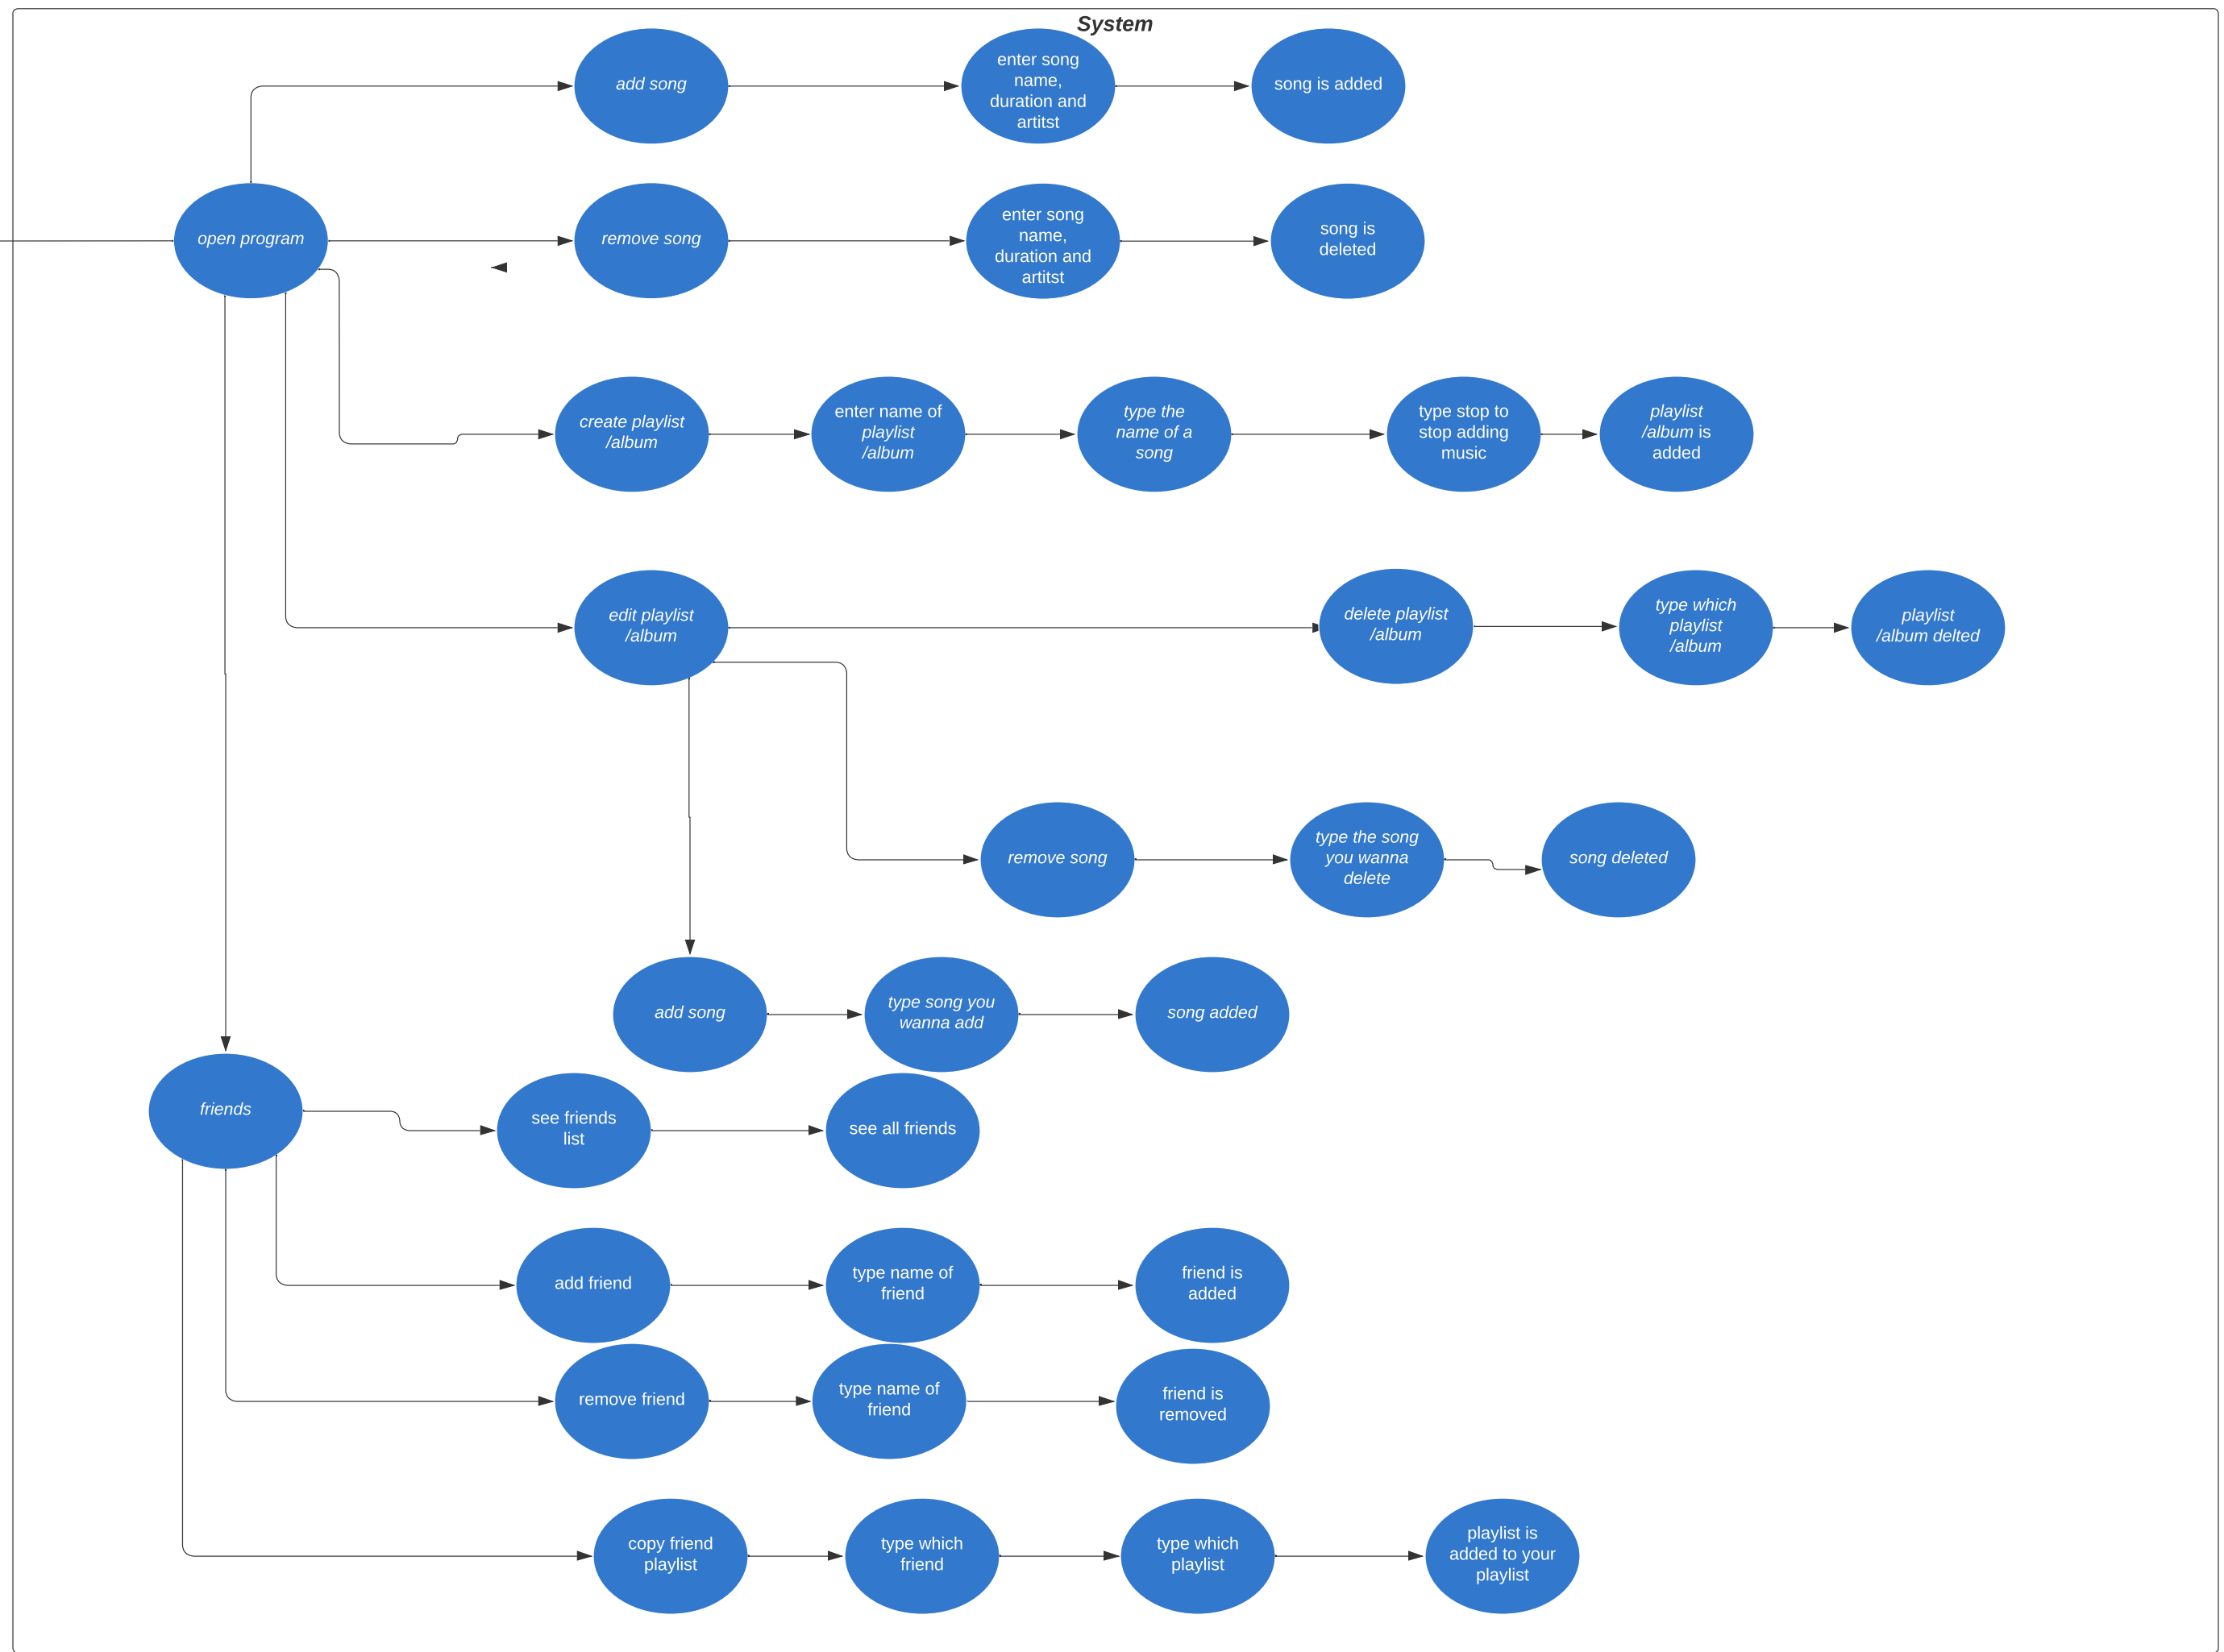 System
add song
enter song
name,
duration and
artitst
song is added
open program
remove song
enter song
name,
duration and
artitst
song is
deleted
create playlist
/album
enter name of
playlist
/album
type the
name of a
song
type stop to
stop adding
music
playlist
/album is
added
edit playlist
/album
delete playlist
/album
type which
playlist
/album
playlist
/album delted
remove song
type the song
you wanna
delete
song deleted
add song
type song you
wanna add
song added
friends
see friends
list
see all friends
add friend
type name of
friend
friend is
added
remove friend
type name of
friend
friend is
removed
copy friend
playlist
type which
friend
type which
playlist
playlist is
added to your
playlist